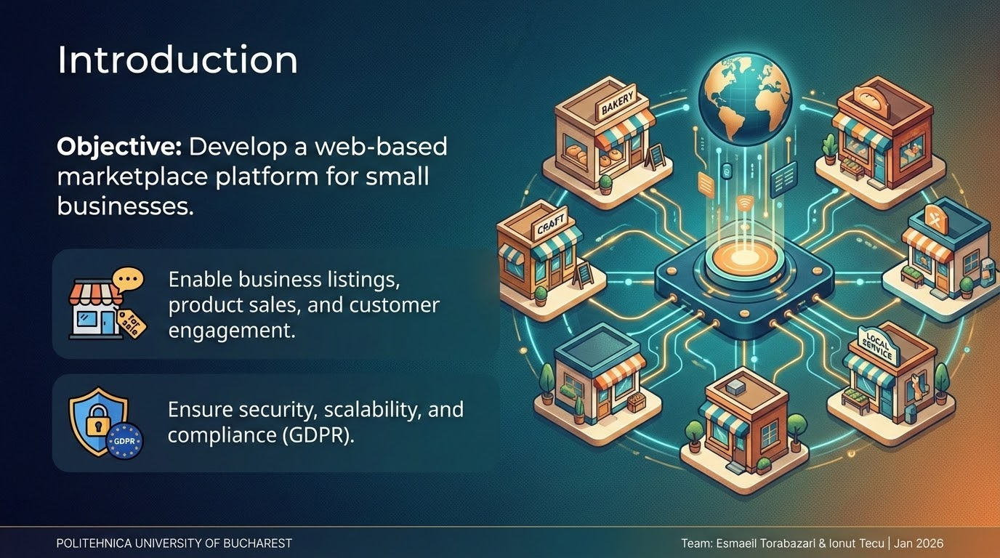 Introduction
Objective: Develop a web-based
marketplace platform for small
businesses.
for
sale
Enable business listings,
product sales, and customer
engagement.
GDPR
Ensure security, scalability, and
compliance (GDPR).
BAKERY
CRAFT
LOCAL
SERVICE
POLITEHNICA UNIVERSITY OF BUCHAREST
Team: Esmaeil Torabazari & Ionut Tecu | Jan 2026